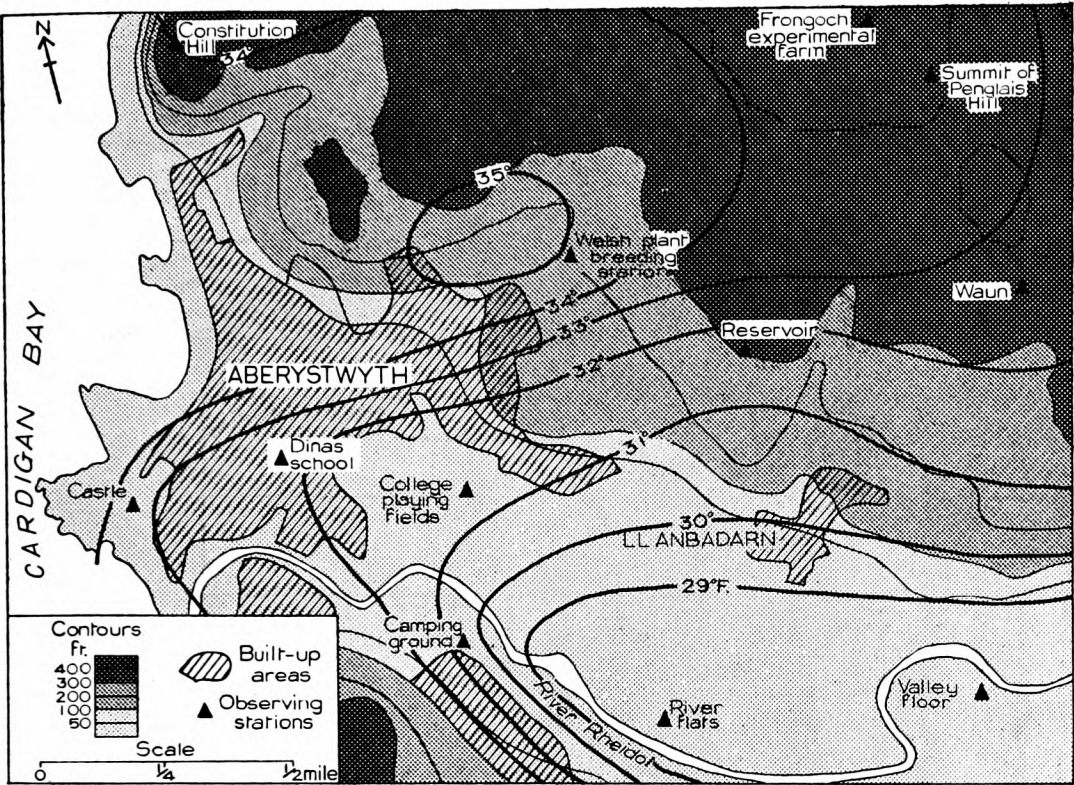 N
Constitution
Hill
34°
Frongoch
experimental
farm
Summit of
Penglais
Hill
35°
Welsh plant
breeding
station
Waun
34°
33°
32°
Reservoir
ABERYSTWYTH
CARDIGAN BAY
31°
Dinas
school
Castle
College
playing
fields
30°
LLANBADARN
29°F.
Camping
ground
River Rheidol
River
flats
Valley
floor
Contours
ft.
400
300
200
100
50
Built-up
areas
Observing
stations
Scale
0 ¼ ½ mile